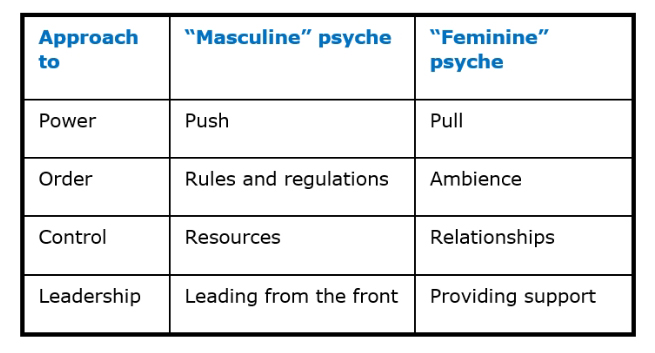 Approach to “Masculine” psyche “Feminine” psyche
Power Push Pull
Order Rules and regulations Ambience
Control Resources Relationships
Leadership Leading from the front Providing support